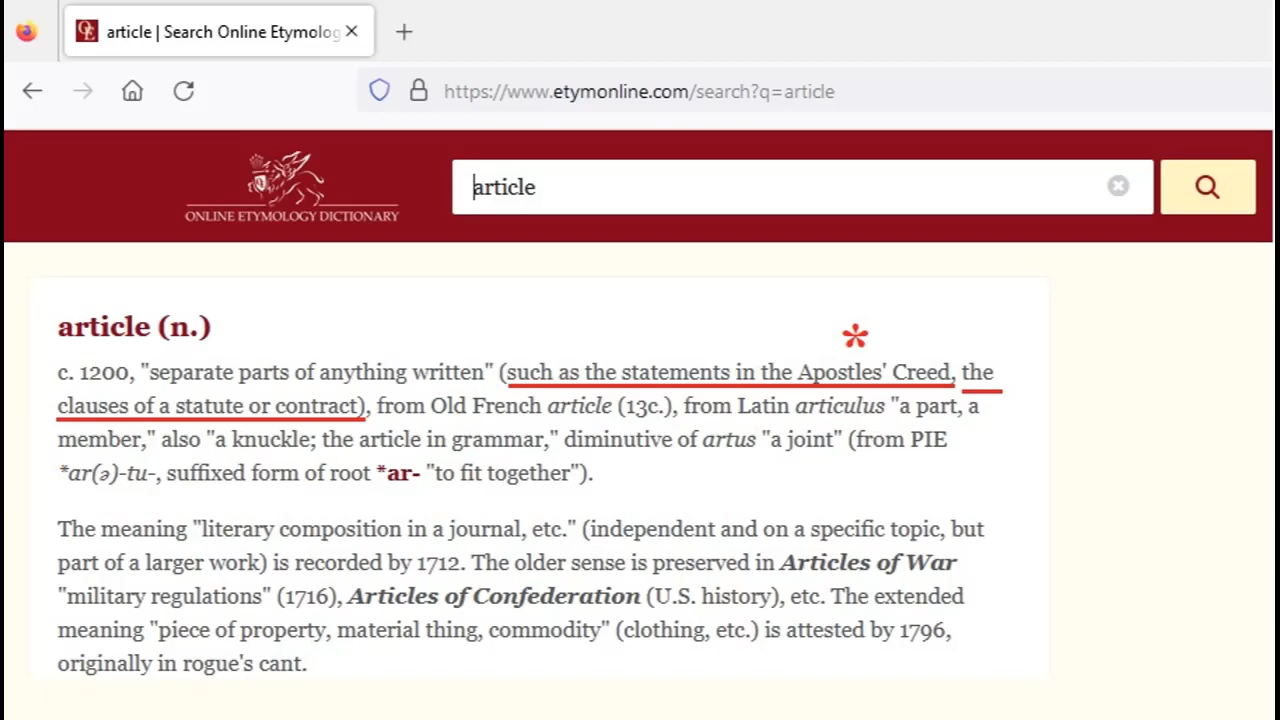 article | Search Online Etymolog
https://www.etymonline.com/search?q=article
article
ONLINE ETYMOLOGY DICTIONARY
article (n.)
*
c. 1200, "separate parts of anything written" (such as the statements in the Apostles' Creed, the
clauses of a statute or contract), from Old French article (13c.), from Latin articulus "a part, a
member," also "a knuckle; the article in grammar," diminutive of artus "a joint" (from PIE
*ar(ə)-tu-, suffixed form of root *ar- "to fit together").
The meaning "literary composition in a journal, etc." (independent and on a specific topic, but
part of a larger work) is recorded by 1712. The older sense is preserved in Articles of War
"military regulations" (1716), Articles of Confederation (U.S. history), etc. The extended
meaning "piece of property, material thing, commodity" (clothing, etc.) is attested by 1796,
originally in rogue's cant.